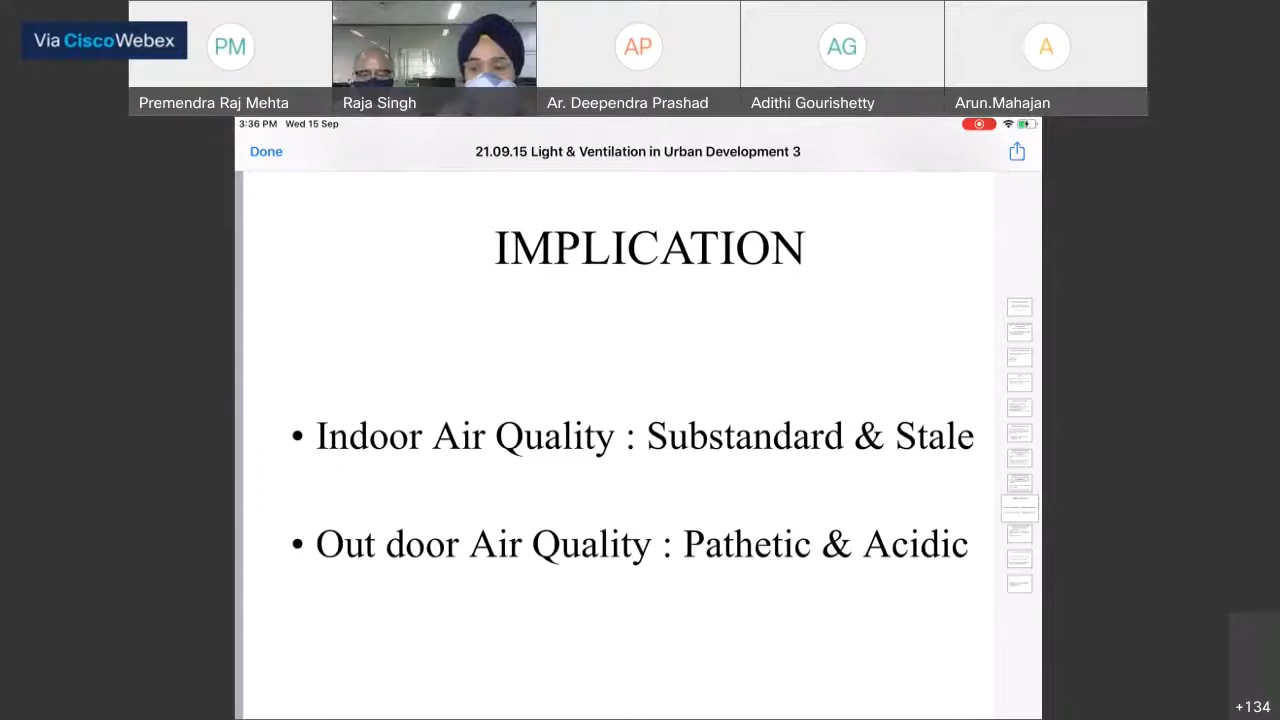 Via CiscoWebex
PM
AP
AG
A
Premendra Raj Mehta
Raja Singh
Ar. Deependra Prashad
Adithi Gourishetty
Arun.Mahajan
3:36 PM Wed 15 Sep
Done
21.09.15 Light & Ventilation in Urban Development 3
IMPLICATION
• Indoor Air Quality : Substandard & Stale
• Out door Air Quality : Pathetic & Acidic
+134